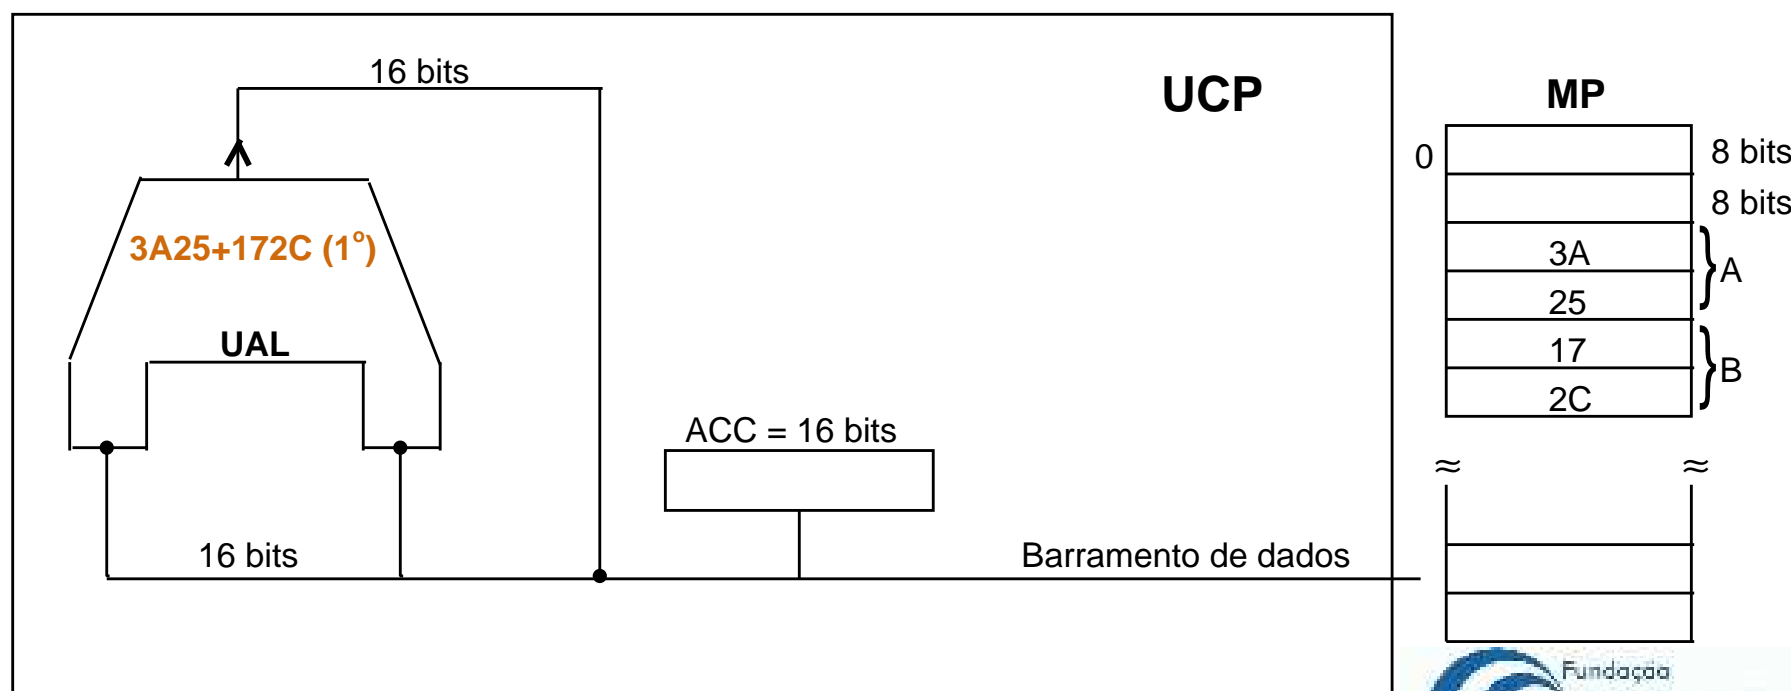 16 bits
UCP
MP
0
8 bits
8 bits
3A25+172C (1º)
3A
25
A
UAL
17
2C
B
ACC = 16 bits
≈ ≈
16 bits
Barramento de dados
Fundação